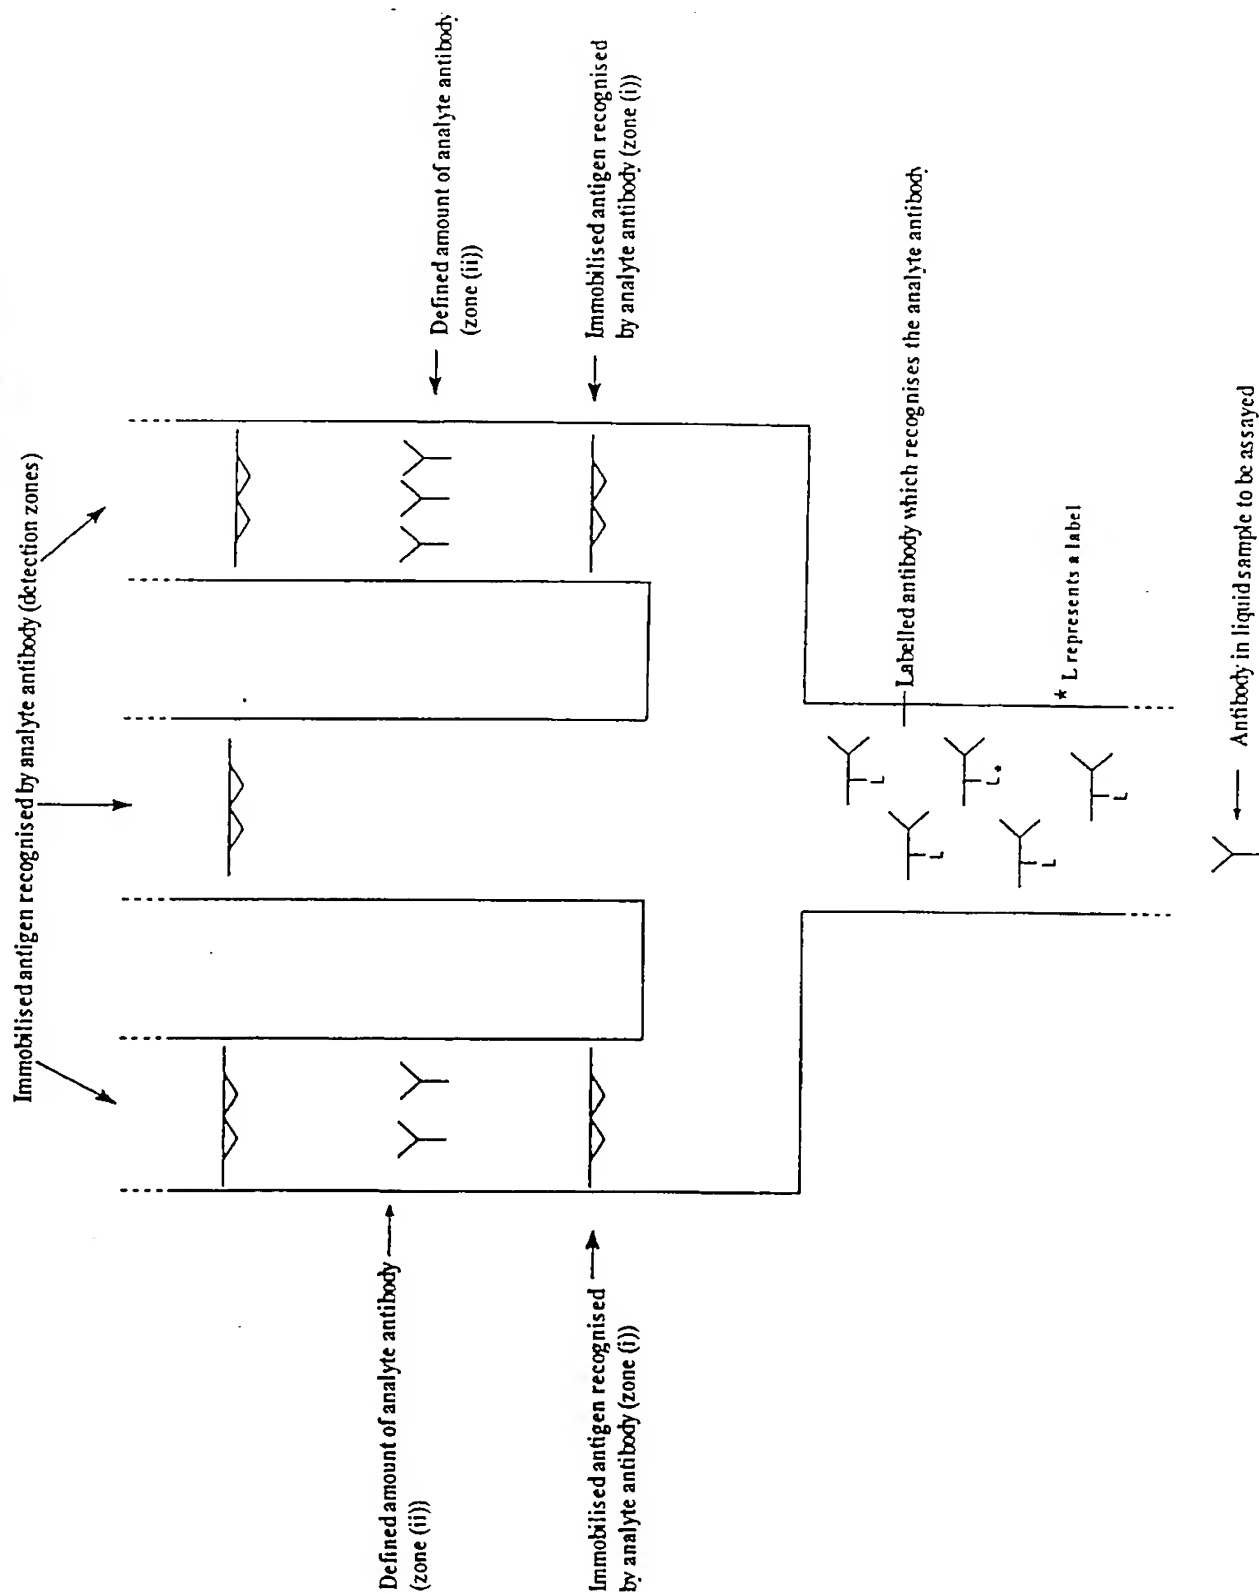 Immobilised antigen recognised by analyte antibody (detection zones)
Defined amount of analyte antibody
(zone (ii))
Immobilised antigen recognised
by analyte antibody (zone (i))
Defined amount of analyte antibody
(zone (ii))
Immobilised antigen recognised
by analyte antibody (zone (i))
Labelled antibody which recognises the analyte antibody
L
L
L*
L
L
* L represents a label
Antibody in liquid sample to be assayed